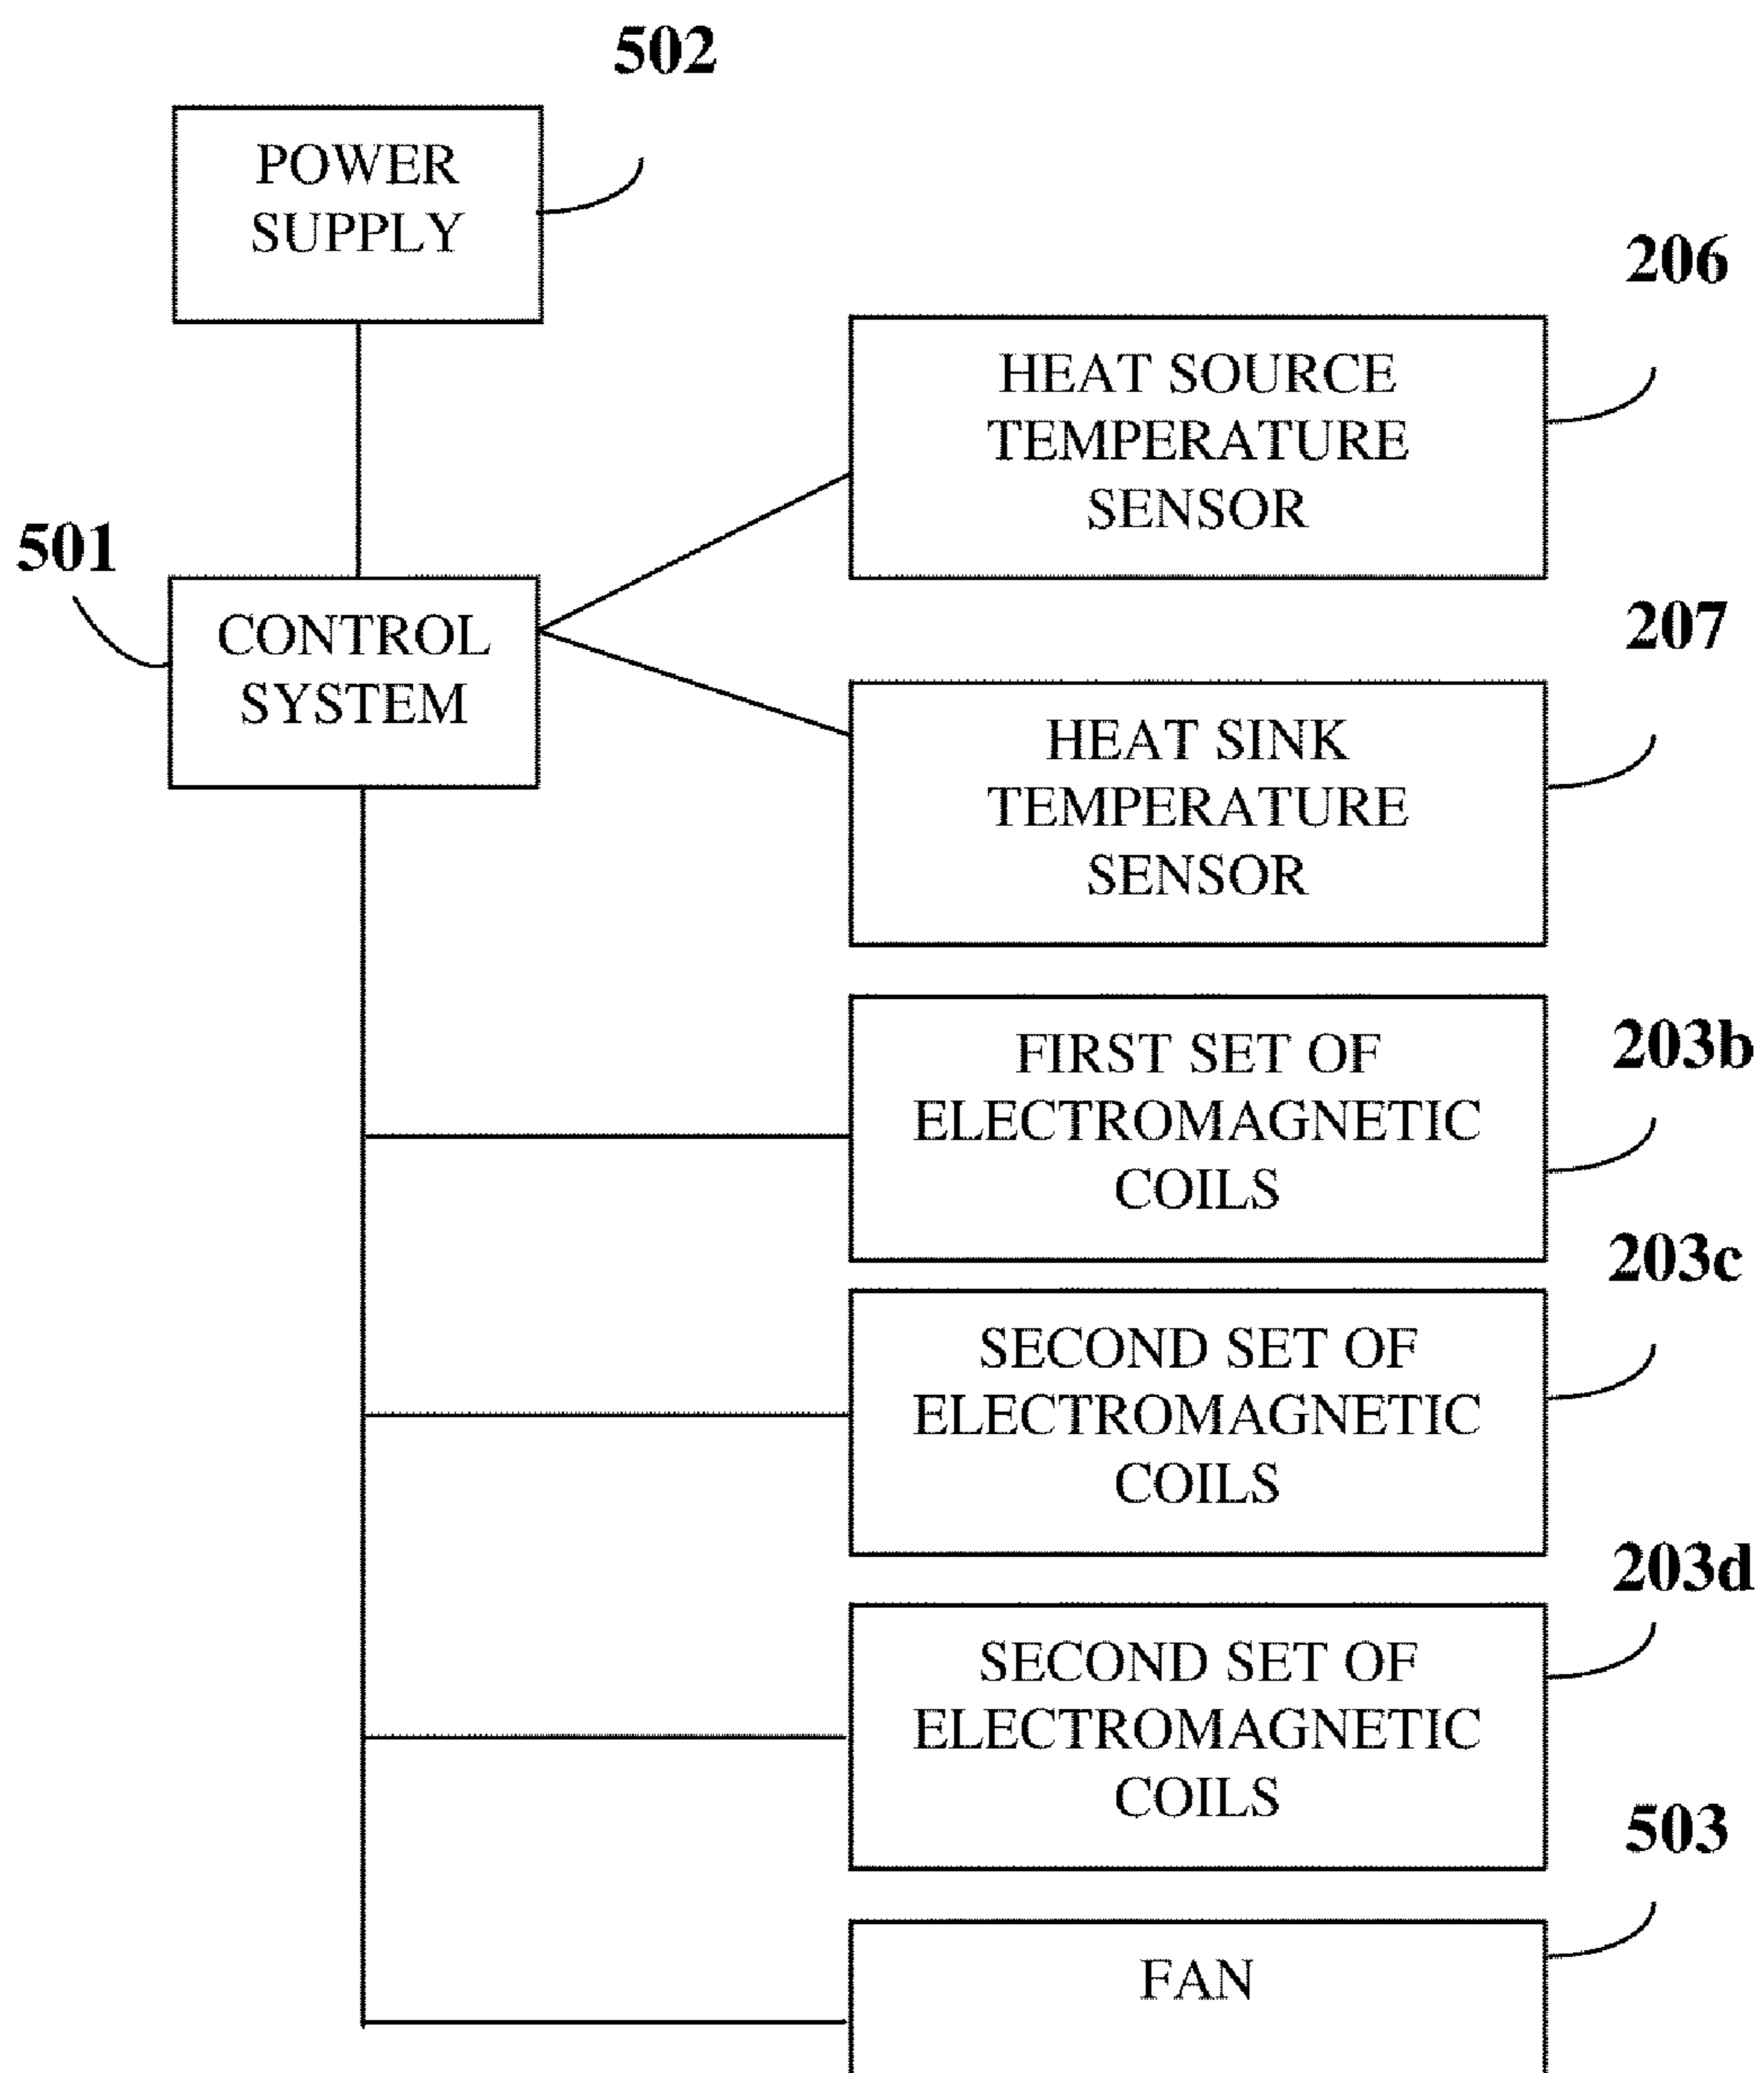 502
POWER
SUPPLY
206
HEAT SOURCE
TEMPERATURE
SENSOR
501
CONTROL
SYSTEM
207
HEAT SINK
TEMPERATURE
SENSOR
203b
FIRST SET OF
ELECTROMAGNETIC
COILS
203c
SECOND SET OF
ELECTROMAGNETIC
COILS
203d
SECOND SET OF
ELECTROMAGNETIC
COILS
503
FAN